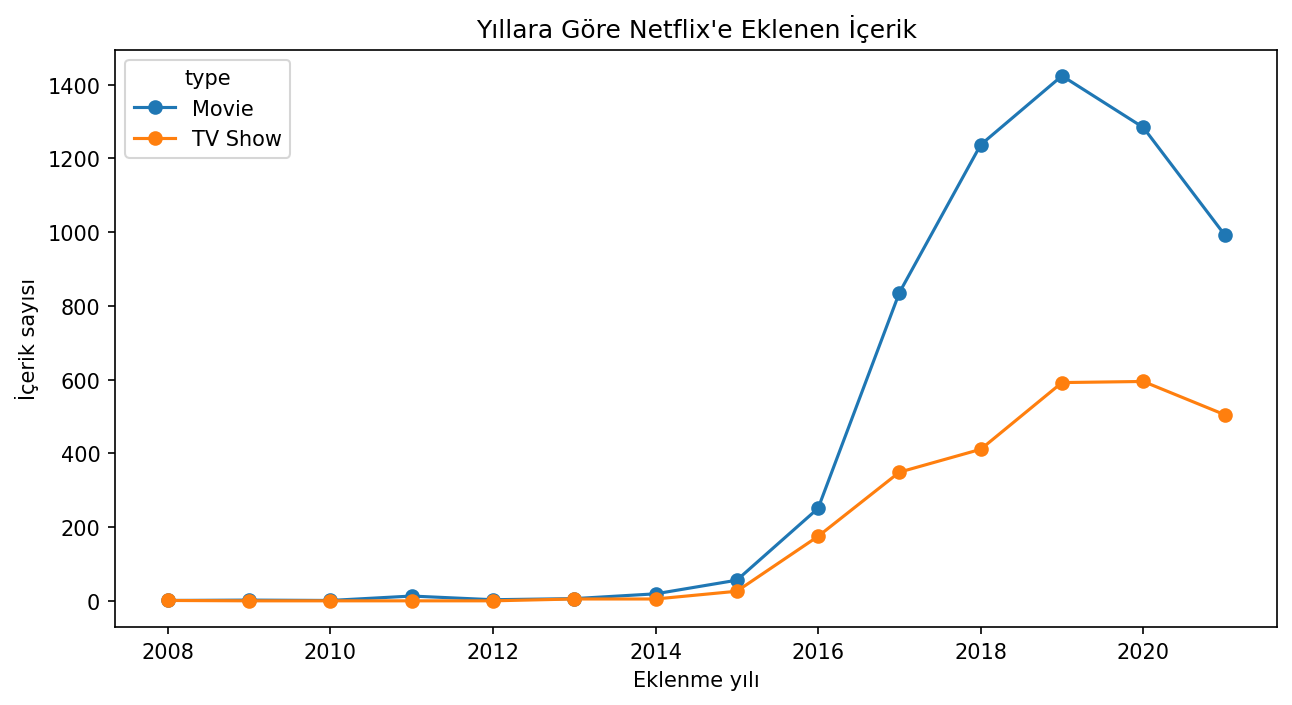 Yıllara Göre Netflix'e Eklenen İçerik
type
Movie
TV Show
İçerik sayısı
1400
1200
1000
800
600
400
200
0
2008 2010 2012 2014 2016 2018 2020
Eklenme yılı